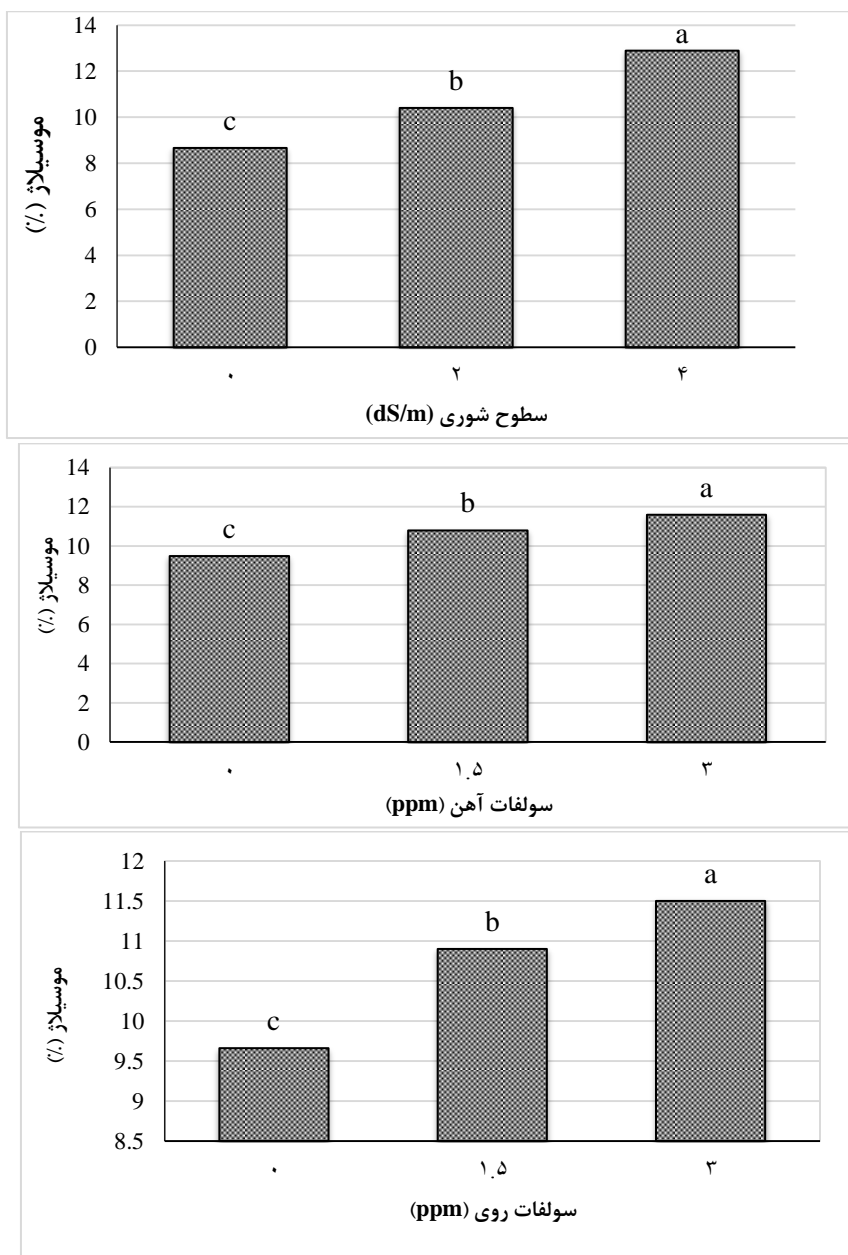 موسیلاژ (٪)
14
12
10
8
6
4
2
0
c
b
a
۰
۲
۴
سطوح شوری (dS/m)
موسیلاژ (٪)
14
12
10
8
6
4
2
0
c
b
a
۰
۱.۵
۳
سولفات آهن (ppm)
موسیلاژ (٪)
12
11.5
11
10.5
10
9.5
9
8.5
c
b
a
۰
۱.۵
۳
سولفات روی (ppm)